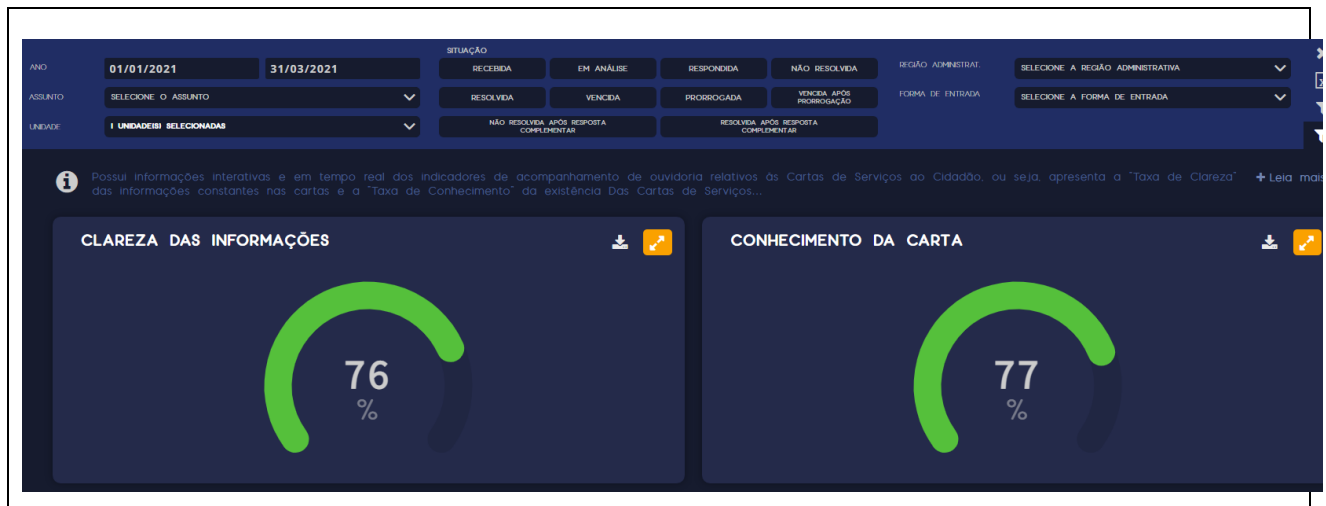 SITUAÇÃO
ANO 01/01/2021 31/03/2021 RECEBIDA EM ANÁLISE RESPONDIDA NÃO RESOLVIDA REGIÃO ADMINISTRAT. SELECIONE A REGIÃO ADMINISTRATIVA
ASSUNTO SELECIONE O ASSUNTO RESOLVIDA VENCIDA PRORROGADA VENCIDA APÓS PRORROGAÇÃO FORMA DE ENTRADA SELECIONE A FORMA DE ENTRADA
UNIDADE 1 UNIDADE(S) SELECIONADAS NÃO RESOLVIDA APÓS RESPOSTA COMPLEMENTAR RESOLVIDA APÓS RESPOSTA COMPLEMENTAR
Possui informações interativas e em tempo real dos indicadores de acompanhamento de ouvidoria relativos às Cartas de Serviços ao Cidadão, ou seja, apresenta a "Taxa de Clareza" + Leia mais
das informações constantes nas cartas e a "Taxa de Conhecimento" da existência Das Cartas de Serviços...
CLAREZA DAS INFORMAÇÕES
76
%
CONHECIMENTO DA CARTA
77
%